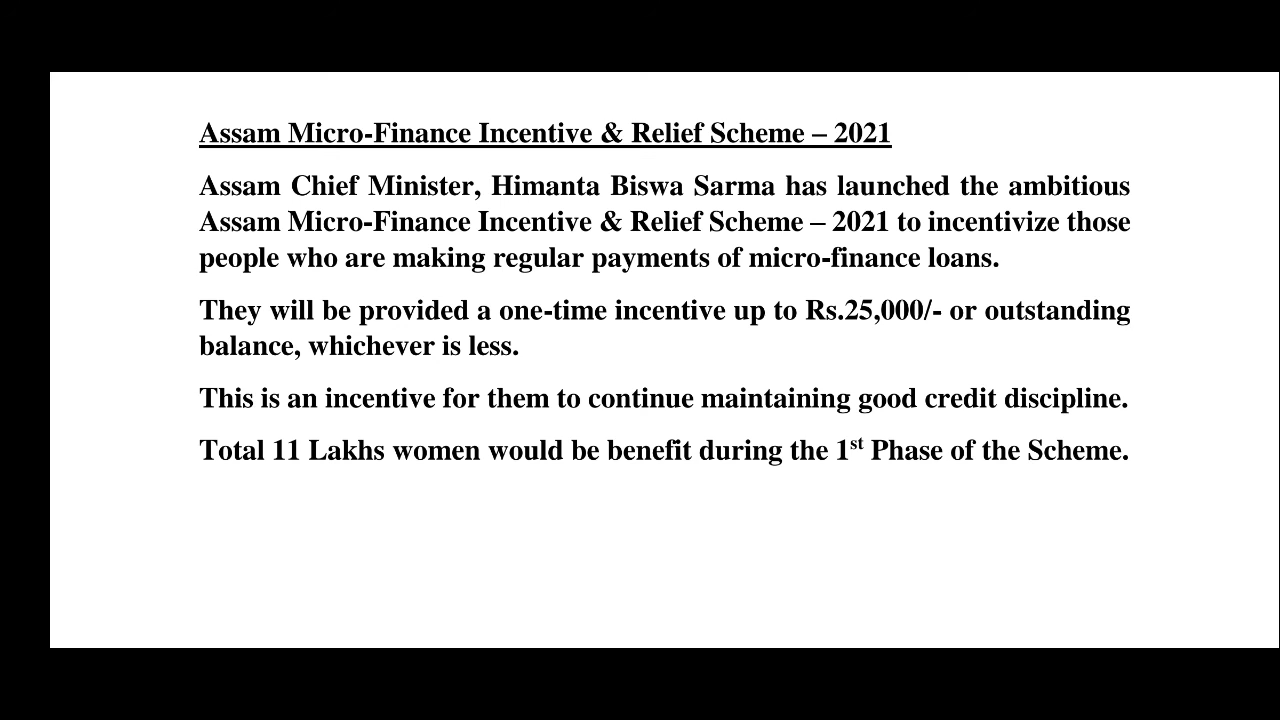 Assam Micro-Finance Incentive & Relief Scheme – 2021
Assam Chief Minister, Himanta Biswa Sarma has launched the ambitious
Assam Micro-Finance Incentive & Relief Scheme – 2021 to incentivize those
people who are making regular payments of micro-finance loans.
They will be provided a one-time incentive up to Rs.25,000/- or outstanding
balance, whichever is less.
This is an incentive for them to continue maintaining good credit discipline.
Total 11 Lakhs women would be benefit during the 1st Phase of the Scheme.